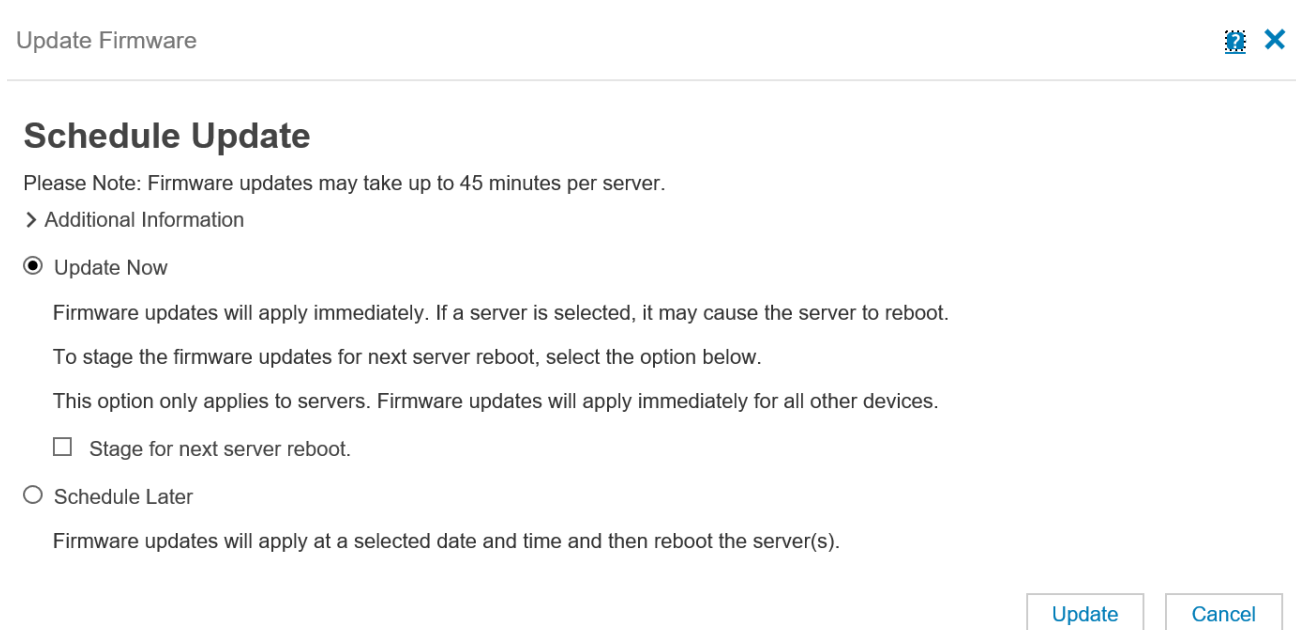 Update Firmware
?
Schedule Update
Please Note: Firmware updates may take up to 45 minutes per server.
> Additional Information
Update Now
Firmware updates will apply immediately. If a server is selected, it may cause the server to reboot.
To stage the firmware updates for next server reboot, select the option below.
This option only applies to servers. Firmware updates will apply immediately for all other devices.
Stage for next server reboot.
Schedule Later
Firmware updates will apply at a selected date and time and then reboot the server(s).
Update Cancel